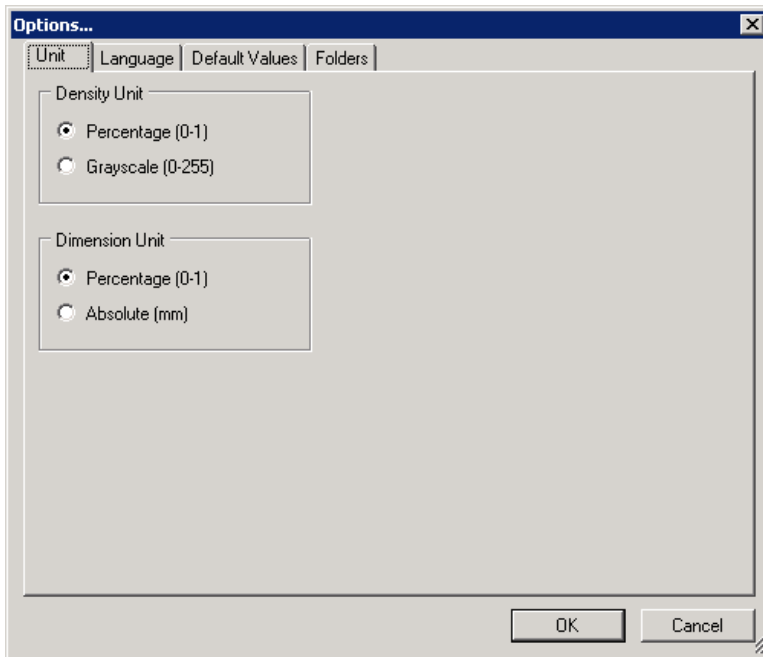 Options...
Unit Language Default Values Folders
Density Unit
Percentage (0-1)
Grayscale (0-255)
Dimension Unit
Percentage (0-1)
Absolute (mm)
OK Cancel